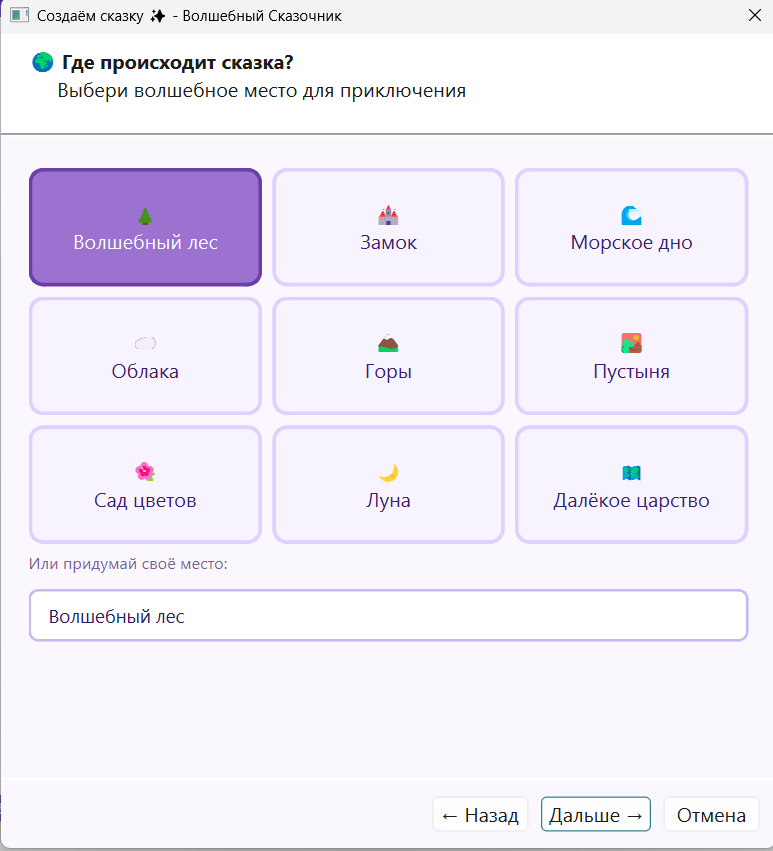 Создаём сказку ✨ - Волшебный Сказочник
Где происходит сказка?
Выбери волшебное место для приключения
Волшебный лес
Замок
Морское дно
Облака
Горы
Пустыня
Сад цветов
Луна
Далёкое царство
Или придумай своё место:
Волшебный лес
← Назад
Дальше →
Отмена